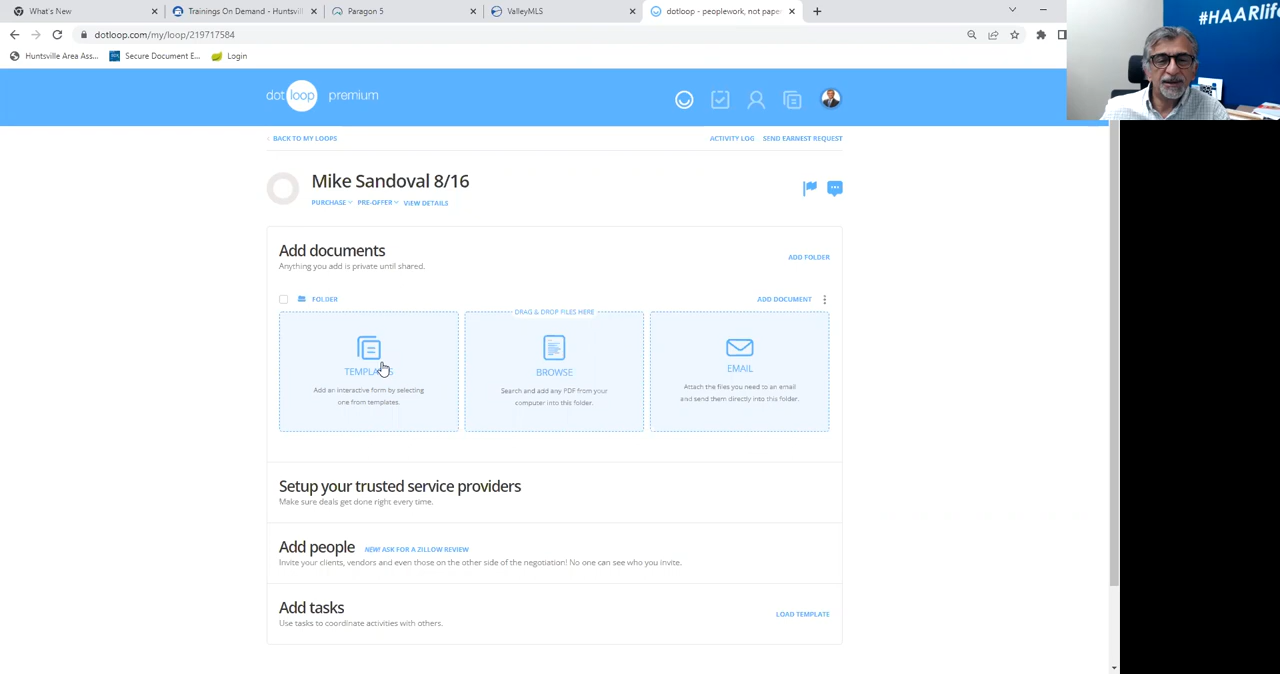 What's New
Trainings On Demand - Huntsvill
Paragon 5
ValleyMLS
dotloop - peoplework, not pape
dotloop.com/my/loop/219717584
Huntsville Area Ass...
Secure Document E...
Login
#HAARlife
dot loop premium
BACK TO MY LOOPS
ACTIVITY LOG SEND EARNEST REQUEST
Mike Sandoval 8/16
PURCHASE PRE-OFFER VIEW DETAILS
Add documents
Anything you add is private until shared.
ADD FOLDER
FOLDER
ADD DOCUMENT
DRAG & DROP FILES HERE
TEMPLATES
Add an interactive form by selecting
one from templates.
BROWSE
Search and add any PDF from your
computer into this folder.
EMAIL
Attach the files you need to an email
and send them directly into this folder.
Setup your trusted service providers
Make sure deals get done right every time.
Add people NEW! ASK FOR A ZILLOW REVIEW
Invite your clients, vendors and even those on the other side of the negotiation! No one can see who you invite.
Add tasks
Use tasks to coordinate activities with others.
LOAD TEMPLATE